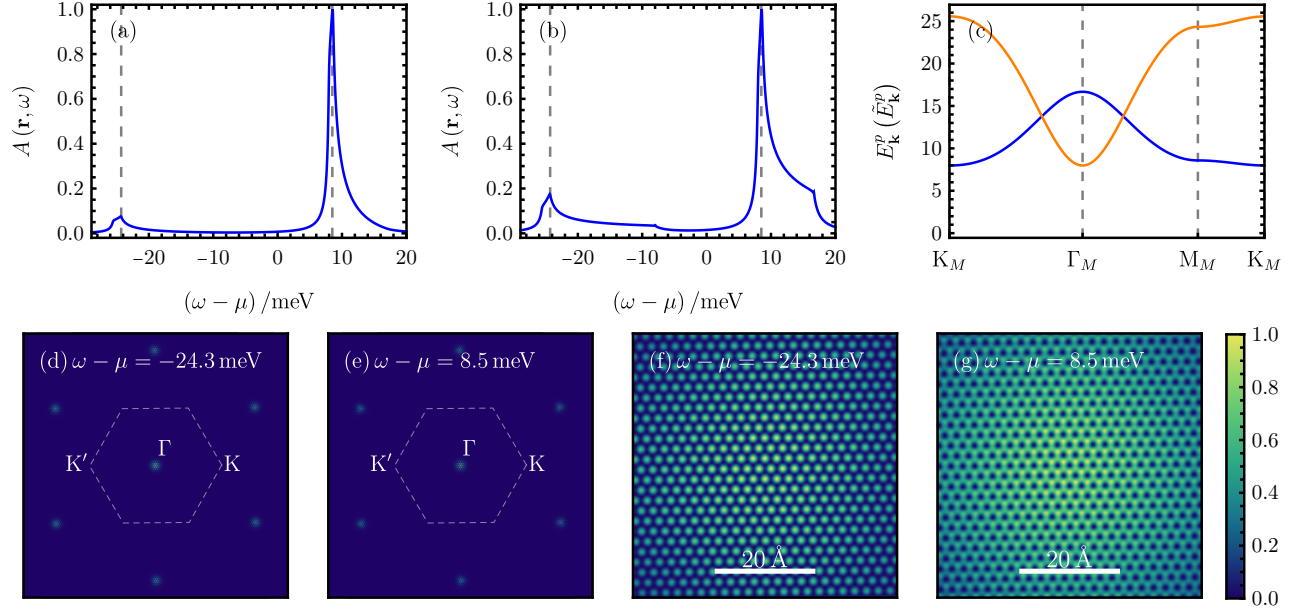 (a)
A (r, ω)
1.0
0.8
0.6
0.4
0.2
0.0
−20 −10 0 10 20
(ω − μ) /meV
(b)
A (r, ω)
1.0
0.8
0.6
0.4
0.2
0.0
−20 −10 0 10 20
(ω − μ) /meV
(c)
E_k^p (Ẽ_k^p)
25
20
15
10
5
0
K_M Γ_M M_M K_M
(d) ω − μ = −24.3 meV
K′ Γ K
(e) ω − μ = 8.5 meV
K′ Γ K
(f) ω − μ = −24.3 meV
20 Å
(g) ω − μ = 8.5 meV
20 Å
1.0
0.8
0.6
0.4
0.2
0.0